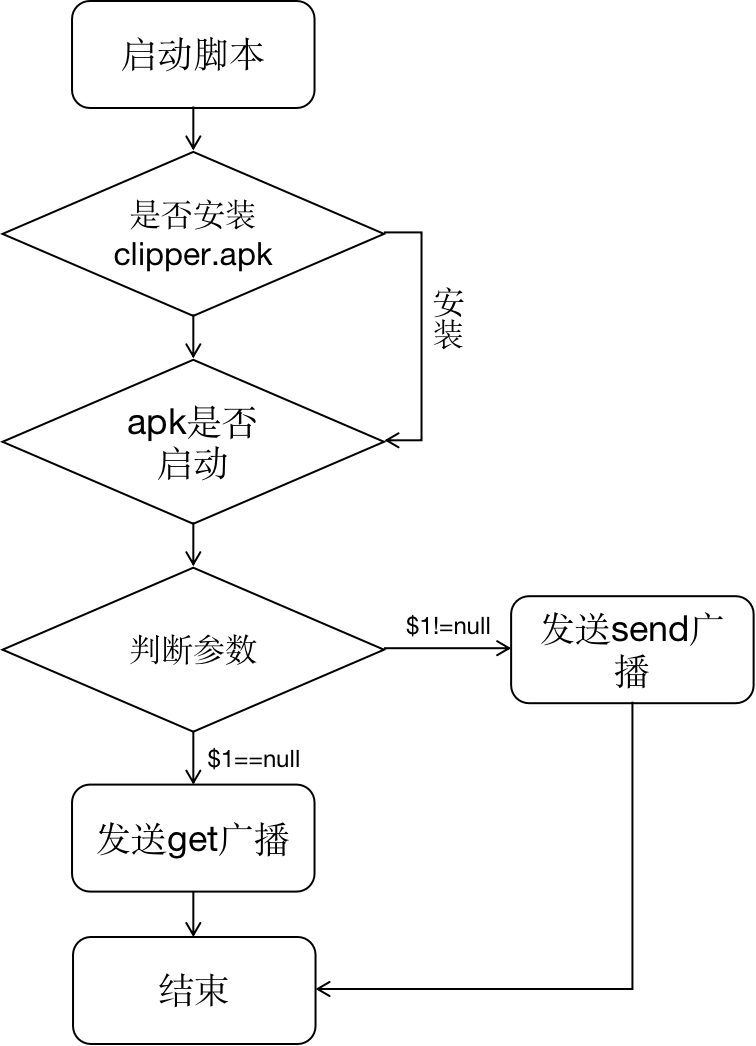 启动脚本
是否安装
clipper.apk
安
装
apk是否
启动
判断参数
$1!=null
发送send广
播
$1==null
发送get广播
结束